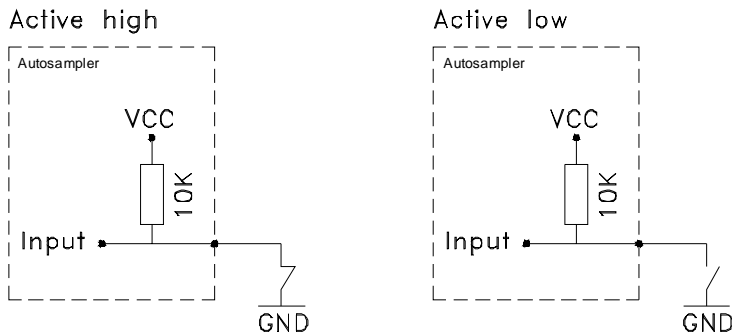 Active high
Autosampler
VCC
10K
Input
GND
Active low
Autosampler
VCC
10K
Input
GND